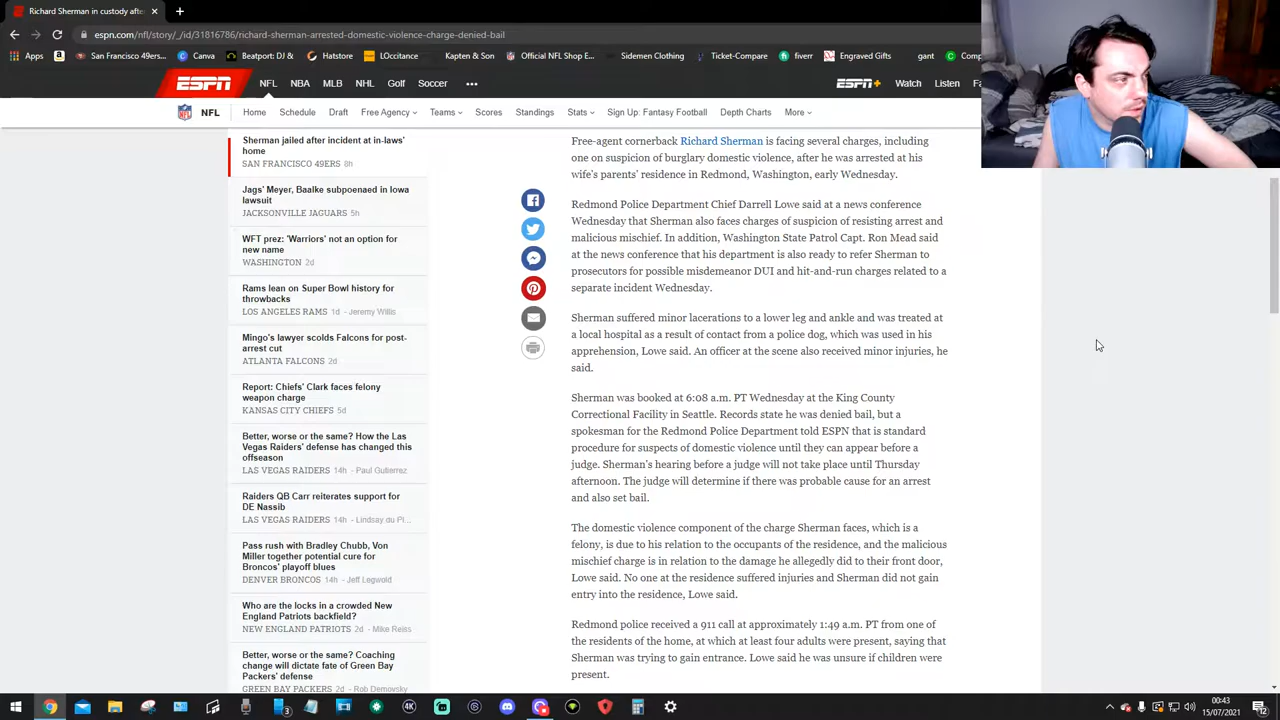 Richard Sherman in custody after
espn.com/nfl/story/_/id/31816786/richard-sherman-arrested-domestic-violence-charge-denied-bail
Apps
Beatport: DJ &
Hatstore
LOccitance
Kapten & Son
Official NFL Shop E...
Sidemen Clothing
Ticket-Compare
fiverr
Engraved Gifts
gant
ESPN NFL NBA MLB NHL Golf Soccer ••• ESPN+ Watch Listen
NFL Home Schedule Draft Free Agency Teams Scores Standings Stats Sign Up: Fantasy Football Depth Charts More
Sherman jailed after incident at in-laws'
home
SAN FRANCISCO 49ERS 8h
Jags' Meyer, Baalke subpoenaed in Iowa
lawsuit
JACKSONVILLE JAGUARS 5h
WFT prez: 'Warriors' not an option for
new name
WASHINGTON 2d
Rams lean on Super Bowl history for
throwbacks
LOS ANGELES RAMS 1d - Jeremy Willis
Mingo's lawyer scolds Falcons for post-
arrest cut
ATLANTA FALCONS 2d
Report: Chiefs' Clark faces felony
weapon charge
KANSAS CITY CHIEFS 5d
Better, worse or the same? How the Las
Vegas Raiders' defense has changed this
offseason
LAS VEGAS RAIDERS 14h - Paul Gutierrez
Raiders QB Carr reiterates support for
DE Nassib
LAS VEGAS RAIDERS 14h - Lindsay du Pl...
Pass rush with Bradley Chubb, Von
Miller together potential cure for
Broncos' playoff blues
DENVER BRONCOS 14h - Jeff Legwold
Who are the locks in a crowded New
England Patriots backfield?
NEW ENGLAND PATRIOTS 2d - Mike Reiss
Better, worse or the same? Coaching
change will dictate fate of Green Bay
Packers' defense
GREEN BAY PACKERS 2d - Rob Demovsky
Free-agent cornerback Richard Sherman is facing several charges, including
one on suspicion of burglary domestic violence, after he was arrested at his
wife's parents' residence in Redmond, Washington, early Wednesday.
Redmond Police Department Chief Darrell Lowe said at a news conference
Wednesday that Sherman also faces charges of suspicion of resisting arrest and
malicious mischief. In addition, Washington State Patrol Capt. Ron Mead said
at the news conference that his department is also ready to refer Sherman to
prosecutors for possible misdemeanor DUI and hit-and-run charges related to a
separate incident Wednesday.
Sherman suffered minor lacerations to a lower leg and ankle and was treated at
a local hospital as a result of contact from a police dog, which was used in his
apprehension, Lowe said. An officer at the scene also received minor injuries, he
said.
Sherman was booked at 6:08 a.m. PT Wednesday at the King County
Correctional Facility in Seattle. Records state he was denied bail, but a
spokesman for the Redmond Police Department told ESPN that is standard
procedure for suspects of domestic violence until they can appear before a
judge. Sherman's hearing before a judge will not take place until Thursday
afternoon. The judge will determine if there was probable cause for an arrest
and also set bail.
The domestic violence component of the charge Sherman faces, which is a
felony, is due to his relation to the occupants of the residence, and the malicious
mischief charge is in relation to the damage he allegedly did to their front door,
Lowe said. No one at the residence suffered injuries and Sherman did not gain
entry into the residence, Lowe said.
Redmond police received a 911 call at approximately 1:49 a.m. PT from one of
the residents of the home, at which at least four adults were present, saying that
Sherman was trying to gain entrance. Lowe said he was unsure if children were
present.
00:43
15/07/2021